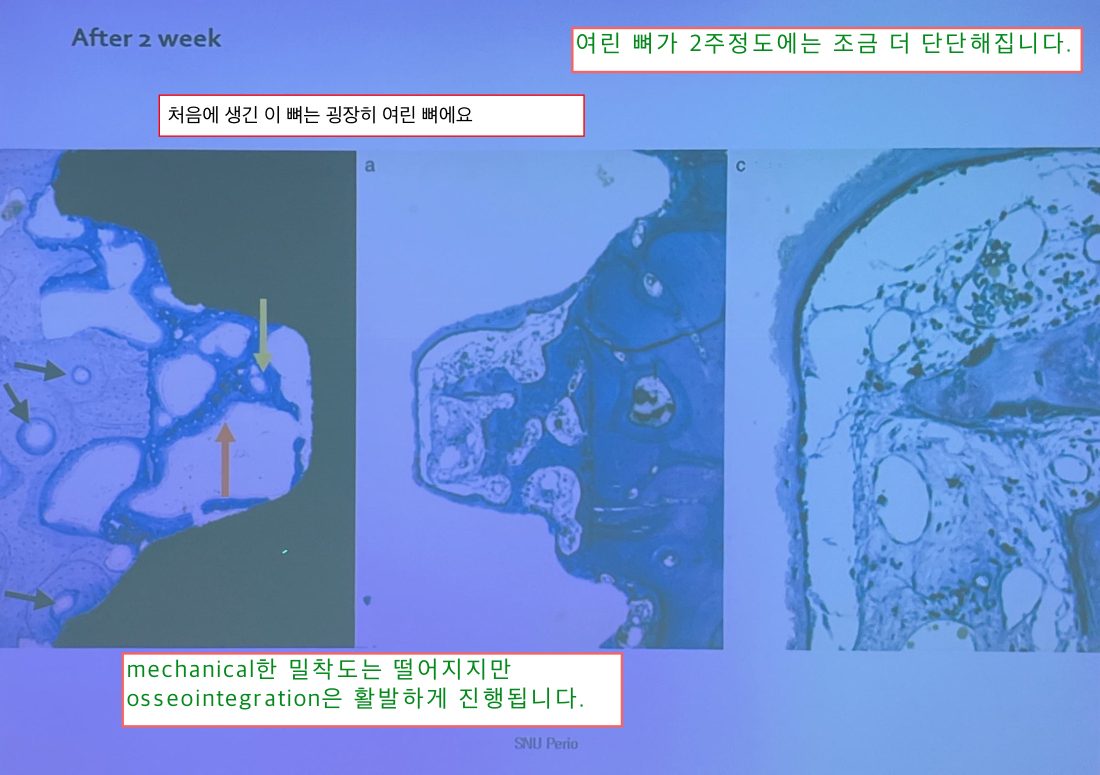 After 2 week
여린 뼈가 2주정도에는 조금 더 단단해집니다.
처음에 생긴 이 뼈는 굉장히 여린 뼈에요
a
c
mechanical한 밀착도는 떨어지지만
osseointegration은 활발하게 진행됩니다.
SNU Perio